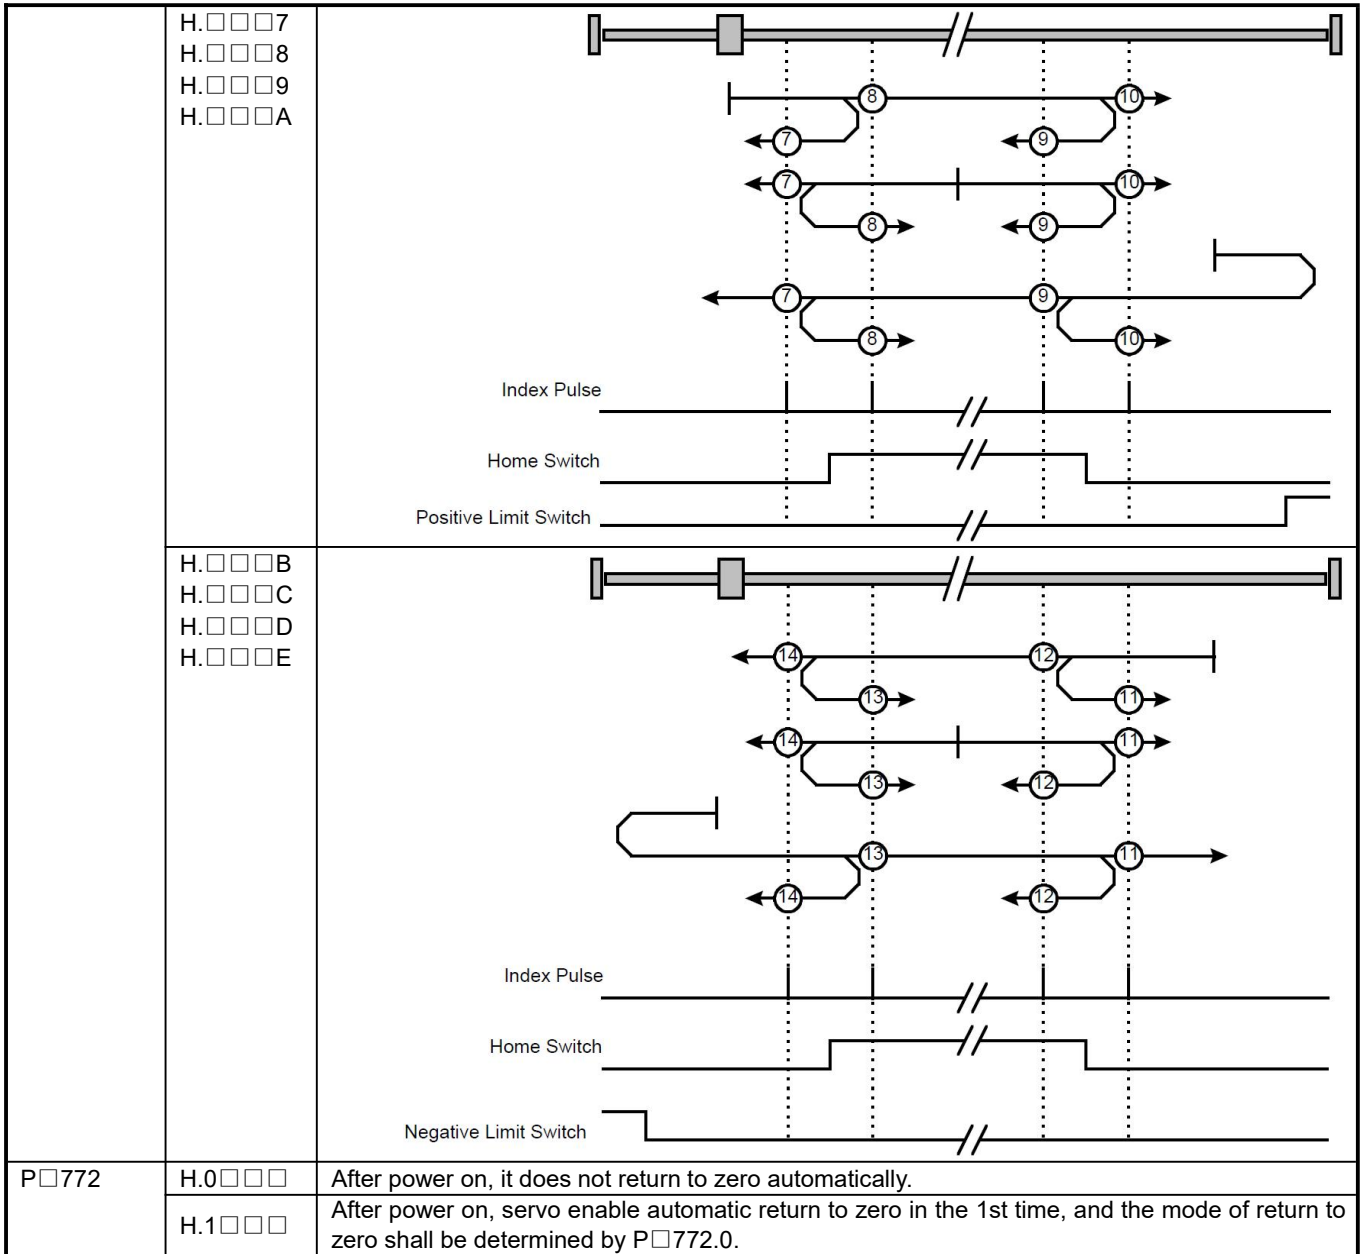 H.□□□7
H.□□□8
H.□□□9
H.□□□A
8 10
7 9
7 10
8 9
7 9
8 10
Index Pulse
Home Switch
Positive Limit Switch
H.□□□B
H.□□□C
H.□□□D
H.□□□E
14 12
13 11
14 11
13 12
13 11
14 12
Index Pulse
Home Switch
Negative Limit Switch
P□772 H.0□□□ After power on, it does not return to zero automatically.
H.1□□□ After power on, servo enable automatic return to zero in the 1st time, and the mode of return to
zero shall be determined by P□772.0.